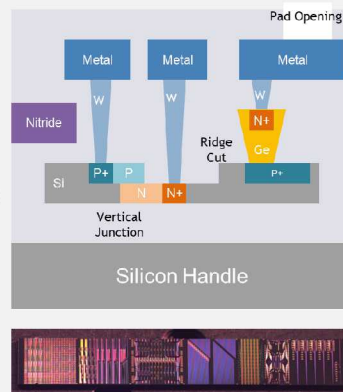 Pad Opening
Metal
Metal
Metal
W
W
W
Nitride
N+
Ridge
Cut
Ge
P+
P
P+
Si
N
N+
Vertical
Junction
Silicon Handle